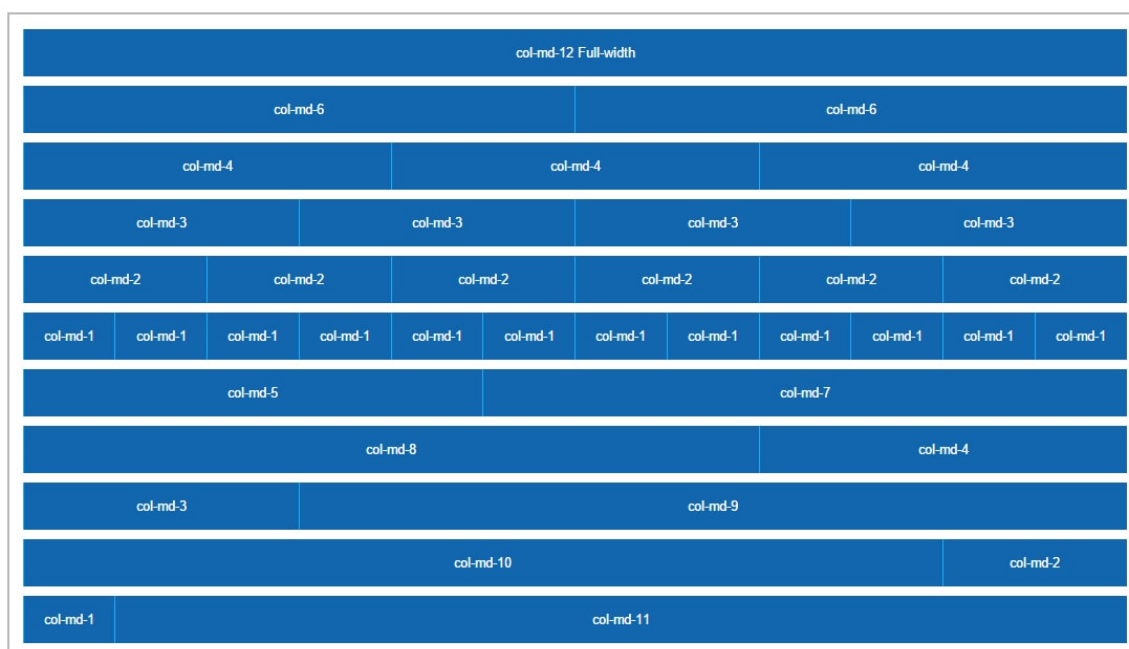 col-md-12 Full-width
col-md-6 col-md-6
col-md-4 col-md-4 col-md-4
col-md-3 col-md-3 col-md-3 col-md-3
col-md-2 col-md-2 col-md-2 col-md-2 col-md-2 col-md-2
col-md-1 col-md-1 col-md-1 col-md-1 col-md-1 col-md-1 col-md-1 col-md-1 col-md-1 col-md-1 col-md-1 col-md-1
col-md-5 col-md-7
col-md-8 col-md-4
col-md-3 col-md-9
col-md-10 col-md-2
col-md-1 col-md-11